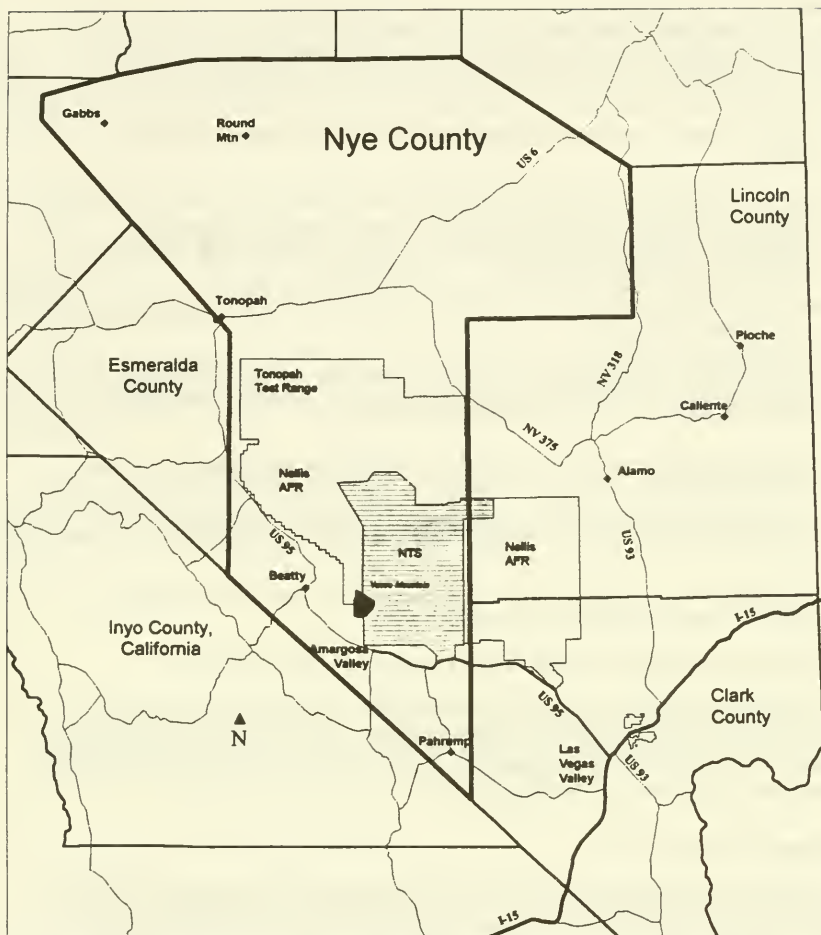 Gabbs
Round
Mtn
Nye County
US 6
Lincoln
County
Tonopah
Pioche
Esmeralda
County
Tonopah
Test Range
NV 318
Caliente
NV 375
Nellis
AFR
Alamo
US 95
NTS
Nellis
AFR
US 93
Beatty
Yucca Mountain
I-15
Inyo County,
California
Amargosa
Valley
US 95
Clark
County
N
Pahrump
Las
Vegas
Valley
US 93
I-15